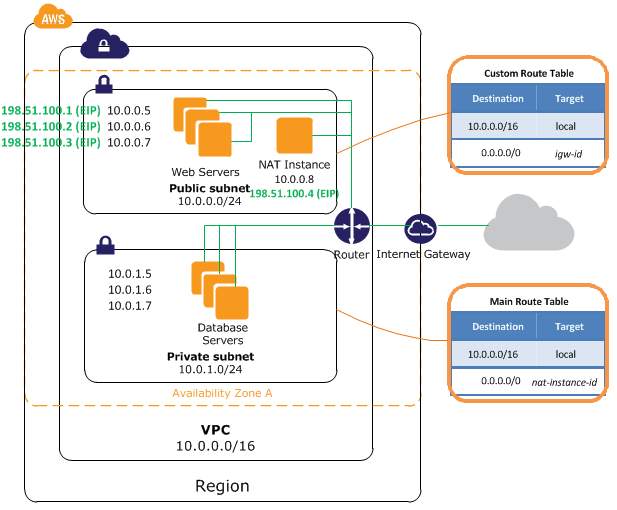 AWS
198.51.100.1 (EIP) 10.0.0.5
198.51.100.2 (EIP) 10.0.0.6
198.51.100.3 (EIP) 10.0.0.7
Web Servers
NAT Instance
10.0.0.8
198.51.100.4 (EIP)
Public subnet
10.0.0.0/24
Custom Route Table
Destination Target
10.0.0.0/16 local
0.0.0.0/0 igw-id
Router
Internet Gateway
10.0.1.5
10.0.1.6
10.0.1.7
Database
Servers
Private subnet
10.0.1.0/24
Main Route Table
Destination Target
10.0.0.0/16 local
0.0.0.0/0 nat-instance-id
Availability Zone A
VPC
10.0.0.0/16
Region